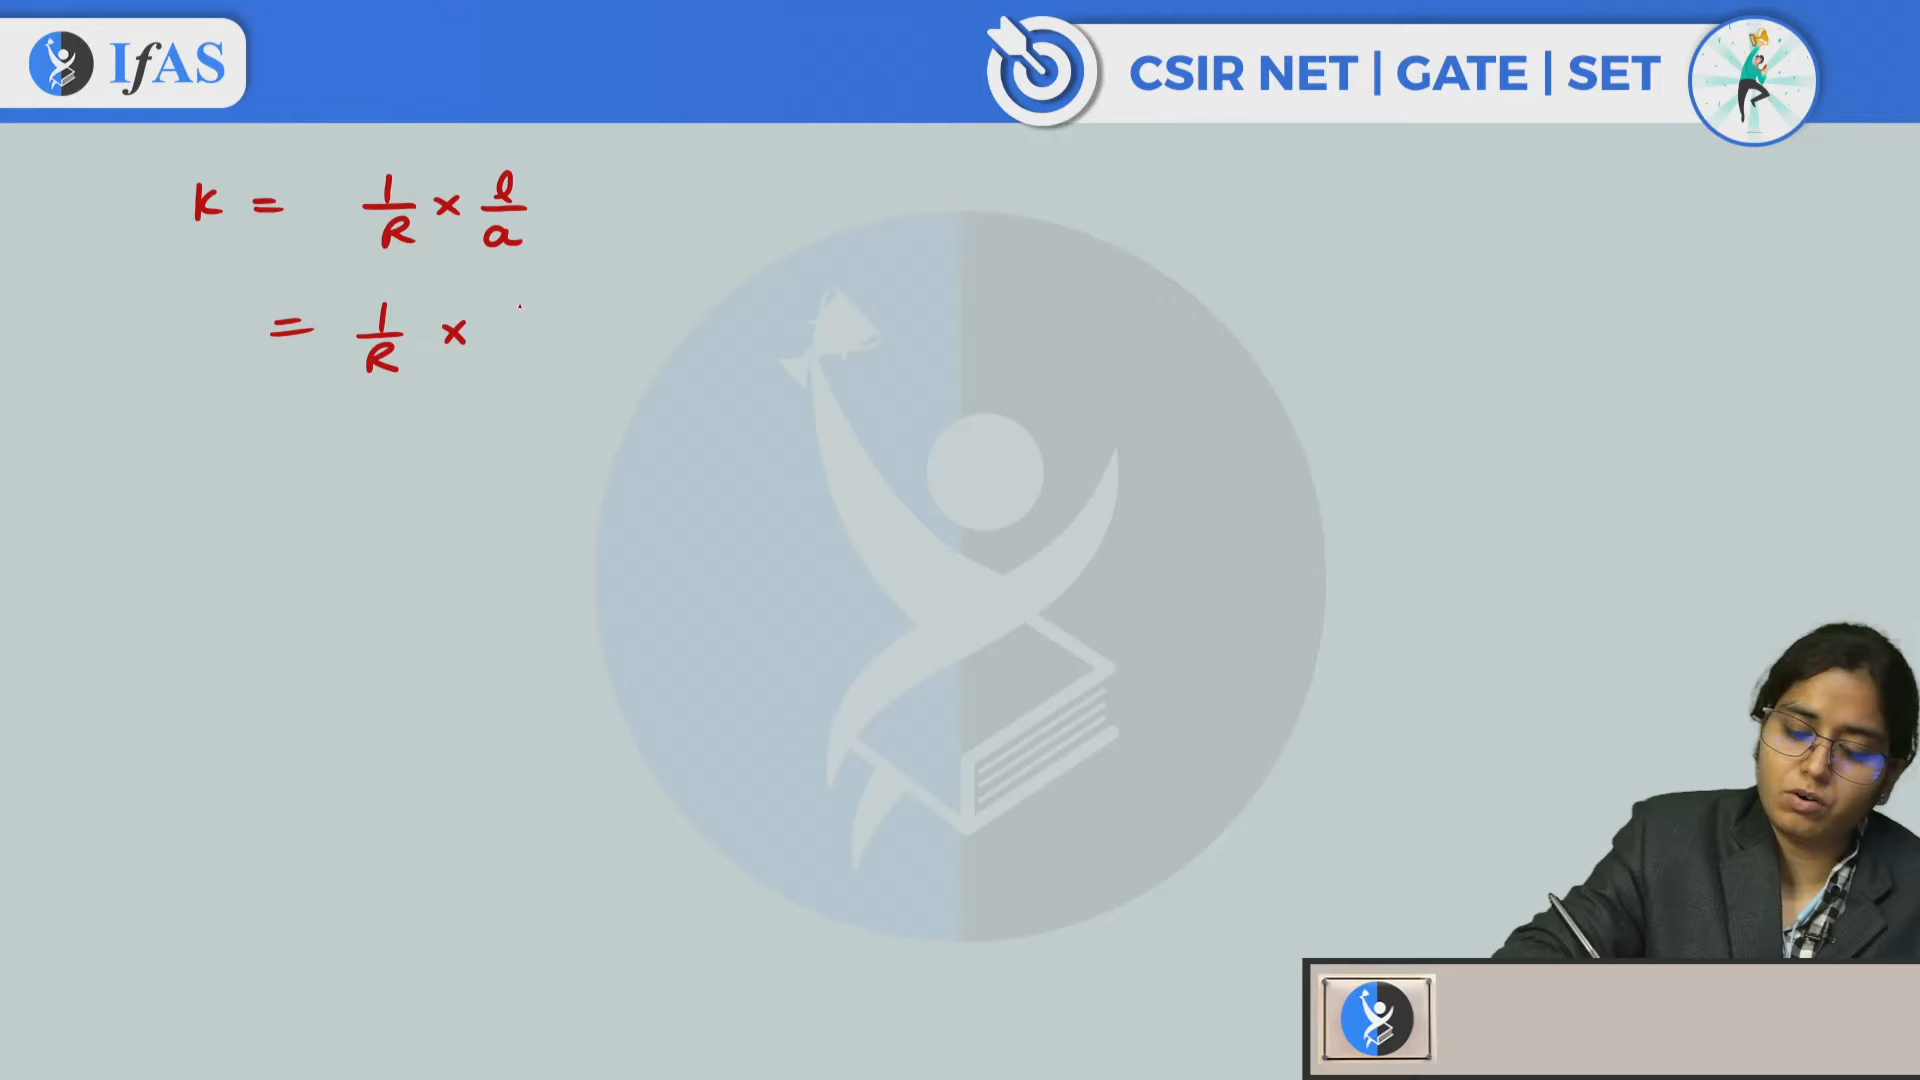 IfAS
CSIR NET | GATE | SET
K = 1/R × l/a
= 1/R ×